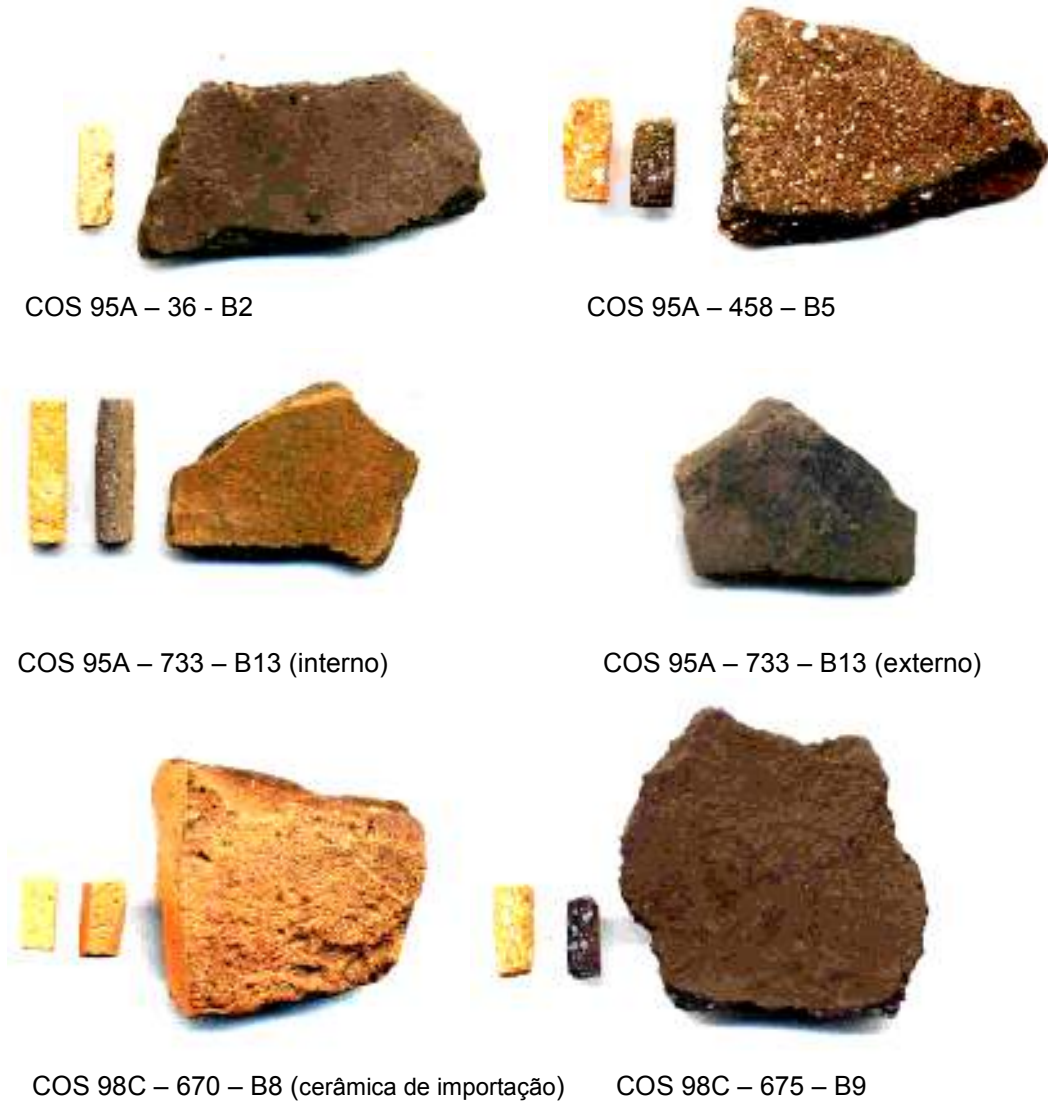 COS 95A – 36 - B2
COS 95A – 458 – B5
COS 95A – 733 – B13 (interno)
COS 95A – 733 – B13 (externo)
COS 98C – 670 – B8 (cerâmica de importação)
COS 98C – 675 – B9